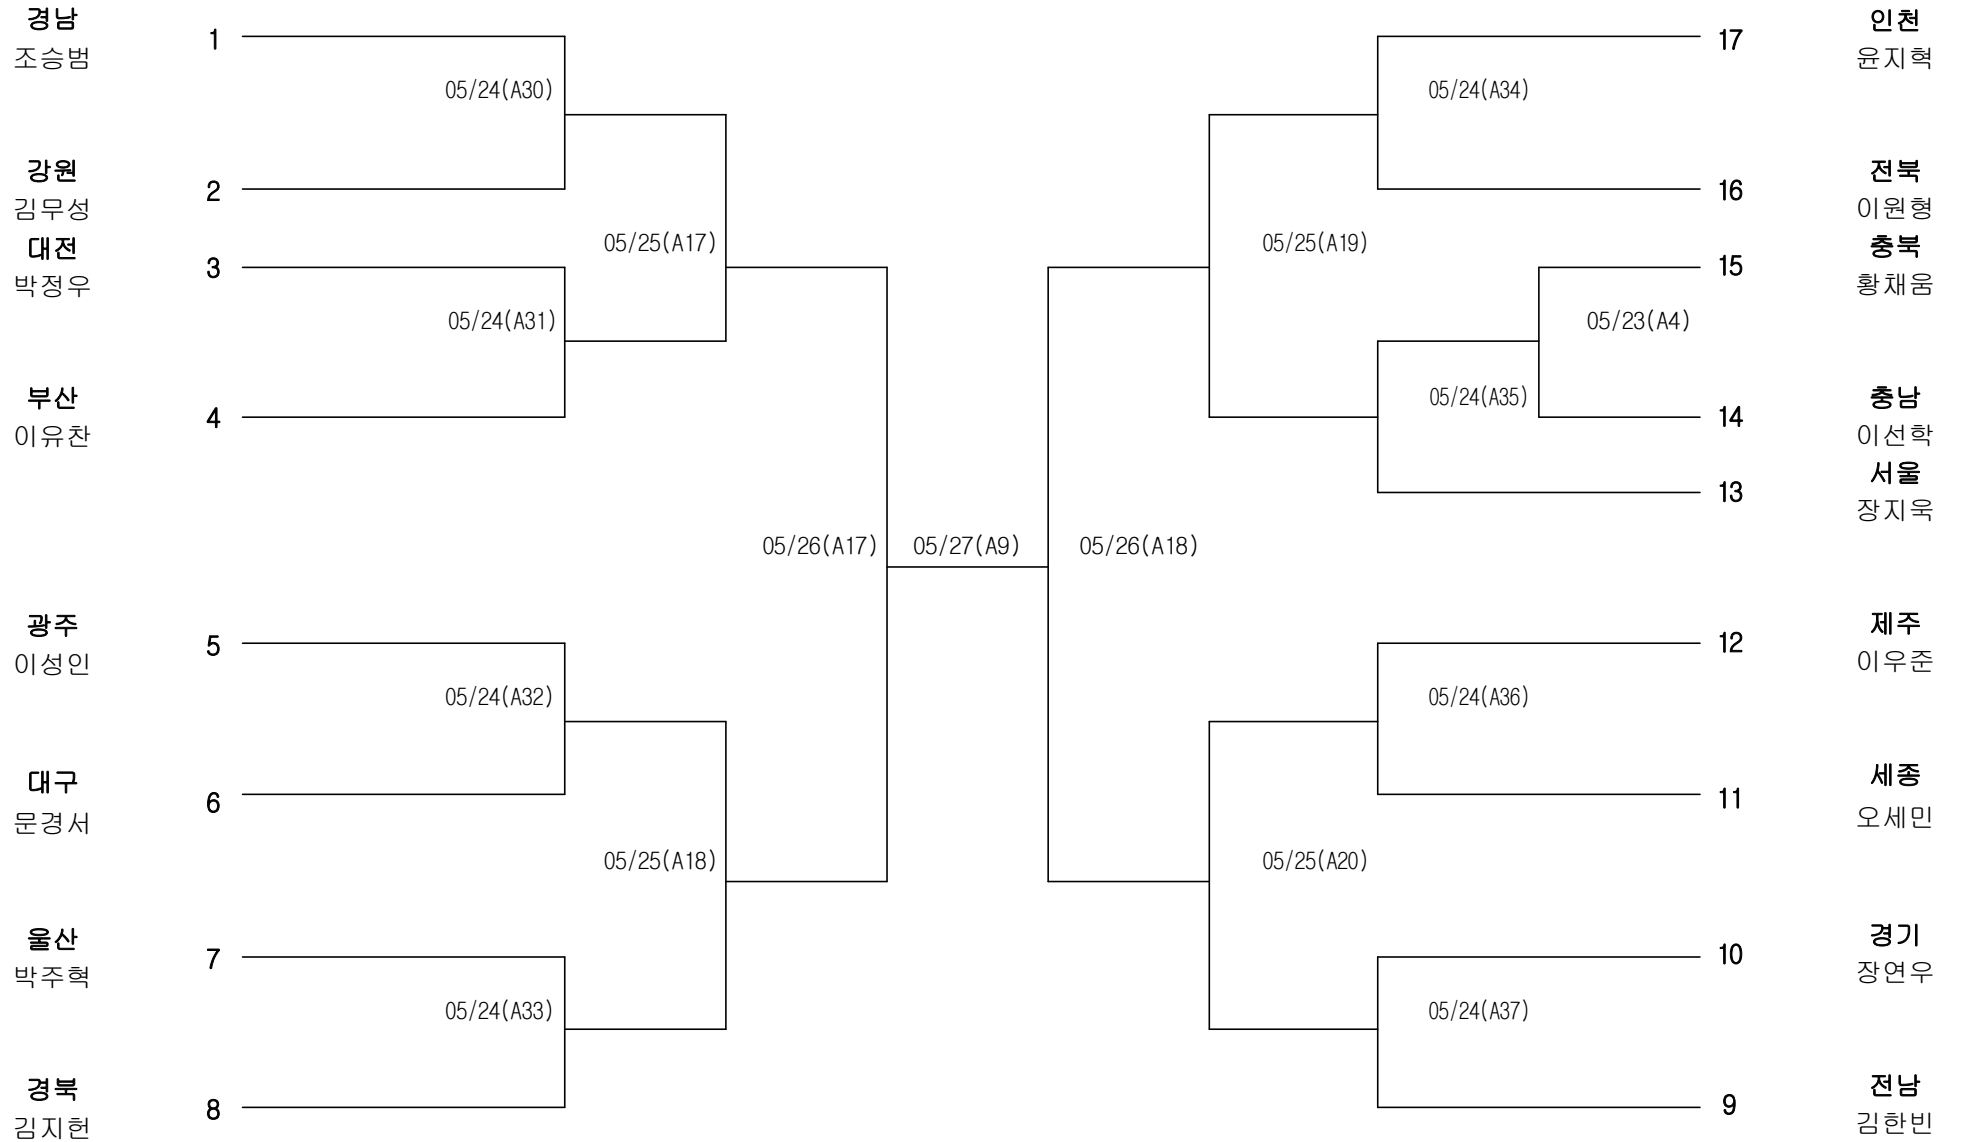 경남
조승범
1
05/24(A30)
강원
김무성
2
대전
박정우
3
05/25(A17)
05/24(A31)
부산
이유찬
4
05/26(A17)
광주
이성인
5
05/24(A32)
대구
문경서
6
05/25(A18)
울산
박주혁
7
05/24(A33)
경북
김지헌
8
05/27(A9)
인천
윤지혁
17
05/24(A34)
전북
이원형
16
05/25(A19)
충북
황채움
15
05/23(A4)
05/24(A35)
충남
이선학
14
서울
장지욱
13
05/26(A18)
제주
이우준
12
05/24(A36)
세종
오세민
11
05/25(A20)
경기
장연우
10
05/24(A37)
전남
김한빈
9